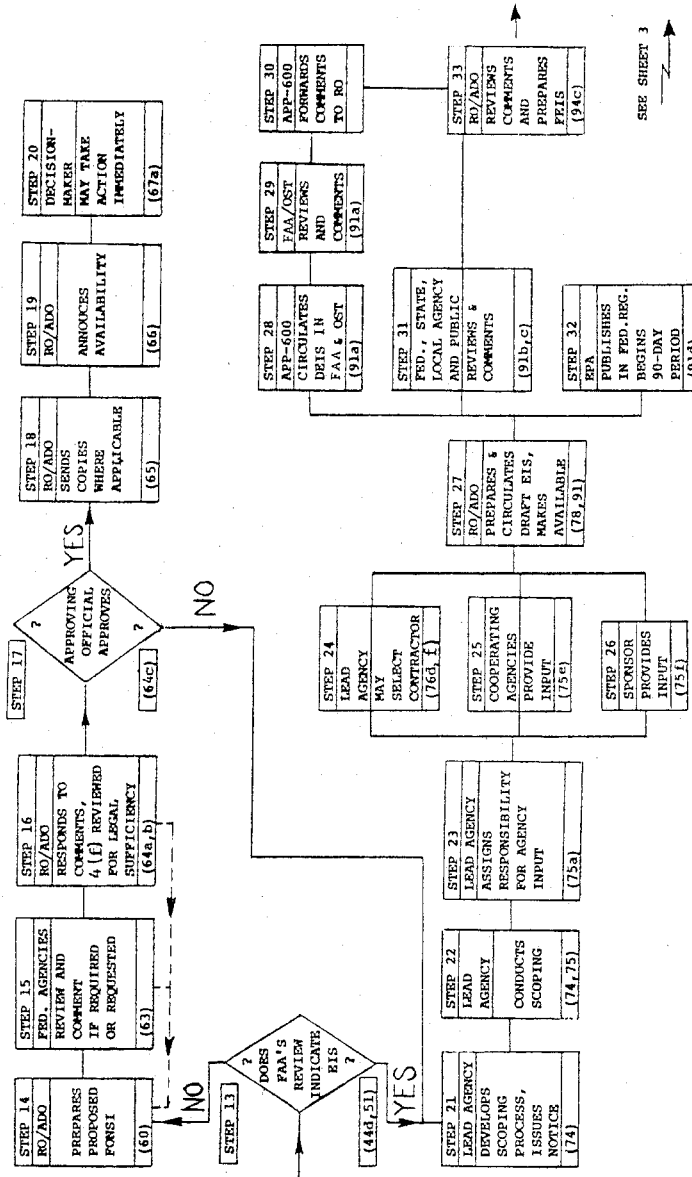 STEP 14
RO/ADO
PREPARES
PROPOSED
FONSI
(60)
STEP 15
FED. AGENCIES
REVIEW AND
COMMENT
IF REQUIRED
OR REQUESTED
(63)
STEP 16
RO/ADO
RESPONDS TO
COMMENTS,
4(f) REVIEWED
FOR LEGAL
SUFFICIENCY
(64a,b)
STEP 17
?
APPROVING
OFFICIAL
APPROVES
?
(64c)
YES
NO
STEP 18
RO/ADO
SENDS
COPIES
WHERE
APPLICABLE
(65)
STEP 19
RO/ADO
ANNOUCES
AVAILABILITY
(66)
STEP 20
DECISION-
MAKER
MAY TAKE
ACTION
IMMEDIATELY
(67a)
STEP 13
?
DOES
FAA'S
REVIEW
INDICATE
EIS
?
(44d,51)
NO
YES
STEP 21
LEAD AGENCY
DEVELOPS
SCOPING
PROCESS,
ISSUES
NOTICE
(74)
STEP 22
LEAD
AGENCY
CONDUCTS
SCOPING
(74,75)
STEP 23
LEAD AGENCY
ASSIGNS
RESPONSIBILITY
FOR AGENCY
INPUT
(75a)
STEP 24
LEAD
AGENCY
MAY
SELECT
CONTRACTOR
(76d, f)
STEP 25
COOPERATING
AGENCIES
PROVIDE
INPUT
(75e)
STEP 26
SPONSOR
PROVIDES
INPUT
(75f)
STEP 27
RO/ADO
PREPARES &
CIRCULATES
DRAFT EIS,
MAKES
AVAILABLE
(78,91)
STEP 28
APP-600
CIRCULATES
DEIS IN
FAA & OST
(91a)
STEP 29
FAA/OST
REVIEWS
AND
COMMENTS
(91a)
STEP 30
APP-600
FORWARDS
COMMENTS
TO RO
STEP 31
FED., STATE,
LOCAL AGENCY
AND PUBLIC
REVIEWS &
COMMENTS
(91b,c)
STEP 32
EPA
PUBLISHES
IN FED.REG.
BEGINS
90-DAY
PERIOD
STEP 33
RO/ADO
REVIEWS
COMMENTS
AND
PREPARES
FEIS
(94c)
SEE SHEET 3